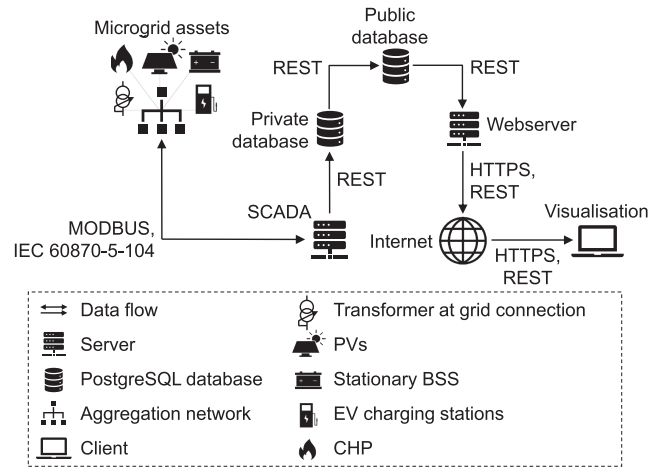 Microgrid assets
Public
database
REST
REST
Private
database
Webserver
REST
HTTPS,
REST
SCADA
MODBUS,
IEC 60870-5-104
Internet
Visualisation
HTTPS,
REST
Data flow
Transformer at grid connection
Server
PVs
PostgreSQL database
Stationary BSS
Aggregation network
EV charging stations
Client
CHP